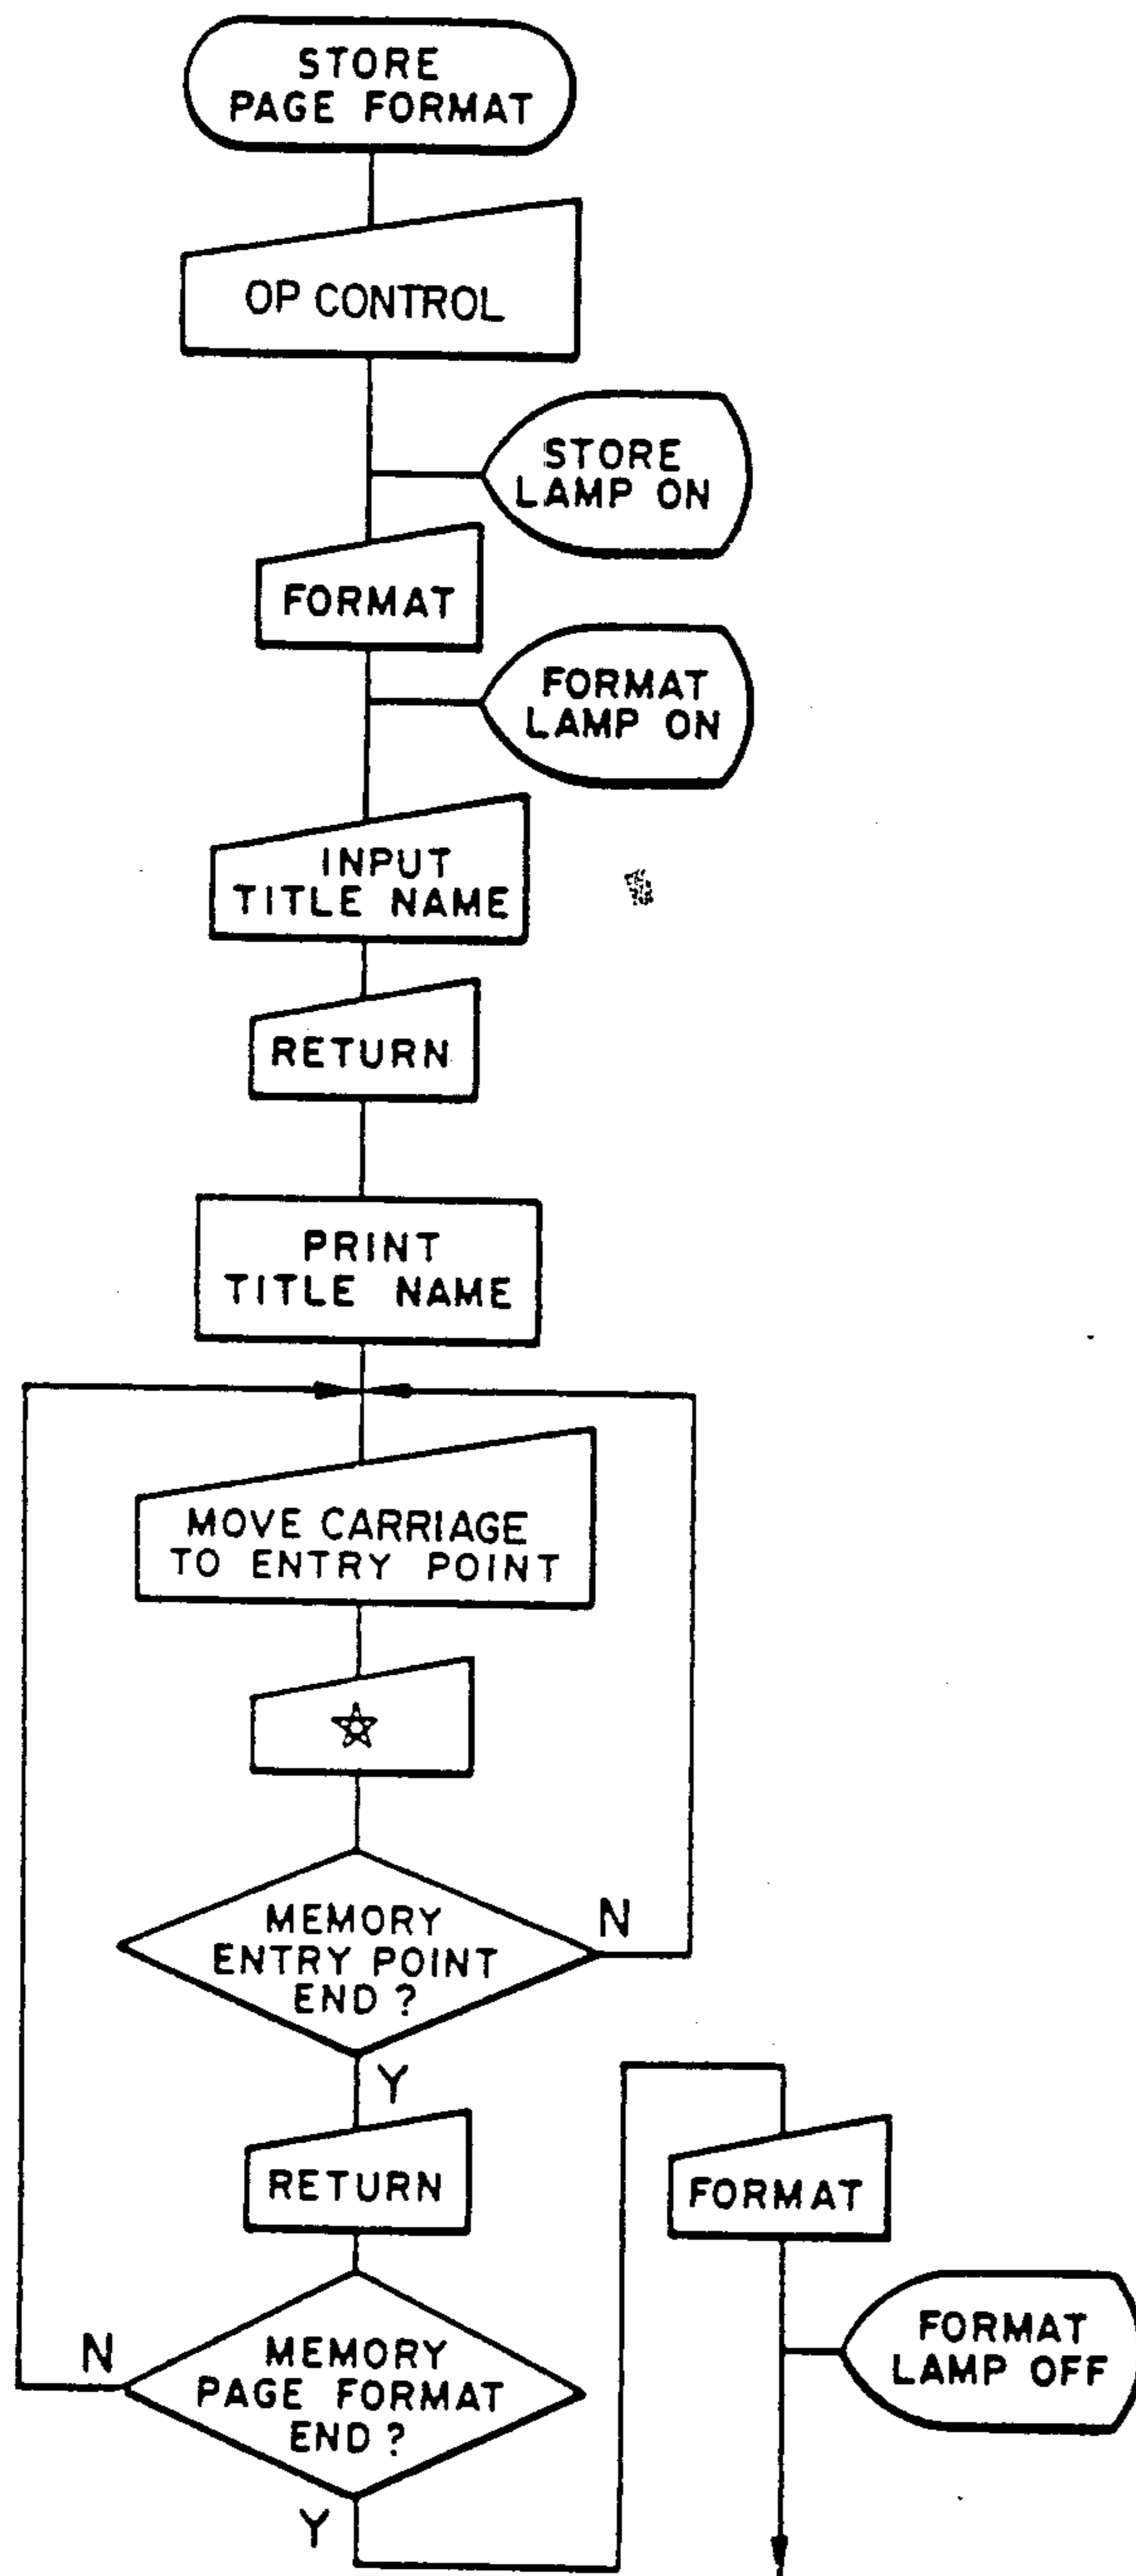 STORE
PAGE FORMAT
OP CONTROL
STORE
LAMP ON
FORMAT
FORMAT
LAMP ON
INPUT
TITLE NAME
RETURN
PRINT
TITLE NAME
MOVE CARRIAGE
TO ENTRY POINT
☆
MEMORY
ENTRY POINT
END ?
N
Y
RETURN
MEMORY
PAGE FORMAT
END ?
N
Y
FORMAT
FORMAT
LAMP OFF